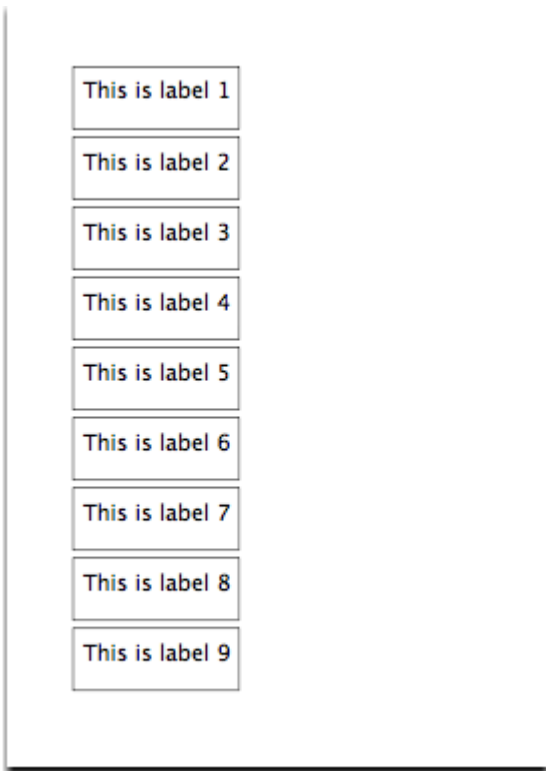 This is label 1
This is label 2
This is label 3
This is label 4
This is label 5
This is label 6
This is label 7
This is label 8
This is label 9